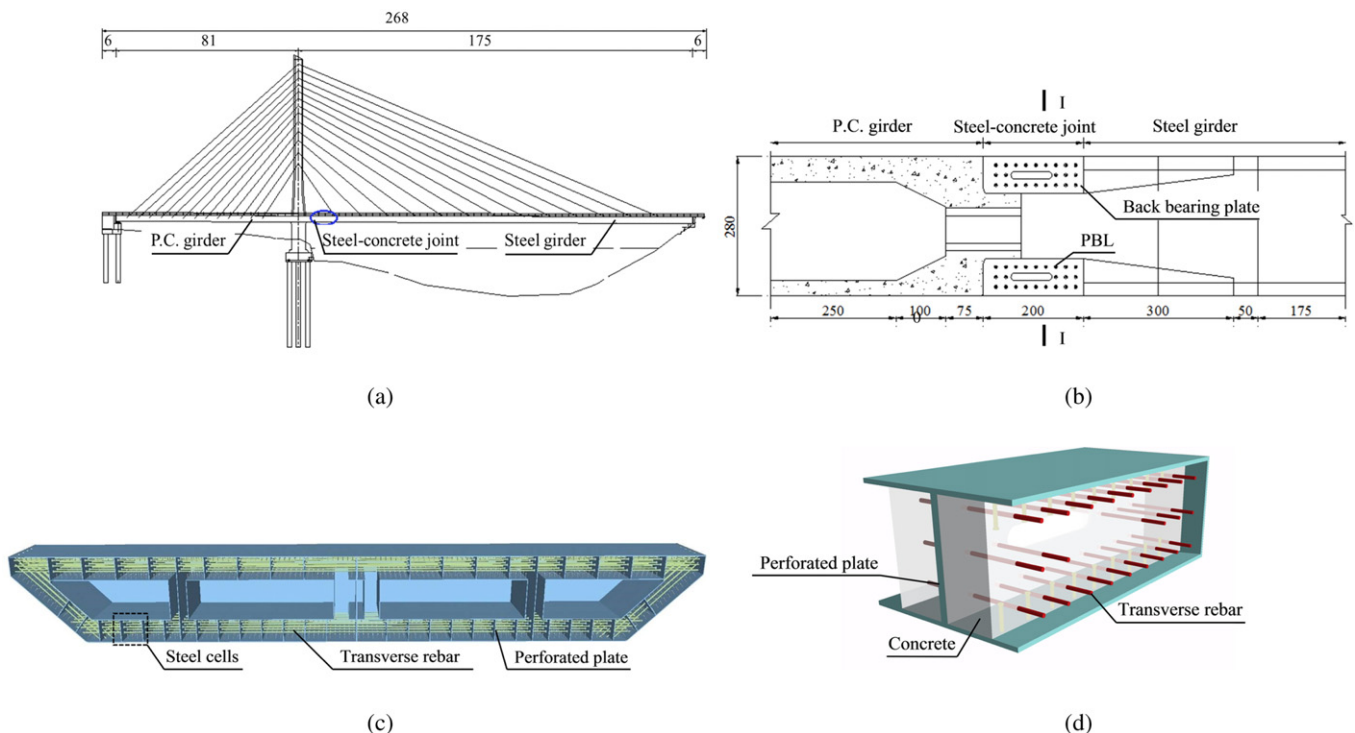 268
6 81 175 6
P.C. girder Steel-concrete joint Steel girder
(a)
I
P.C. girder Steel-concrete joint Steel girder
Back bearing plate
280
PBL
250 100 75 200 300 50 175
0
I
(b)
Steel cells Transverse rebar Perforated plate
(c)
Perforated plate
Transverse rebar
Concrete
(d)